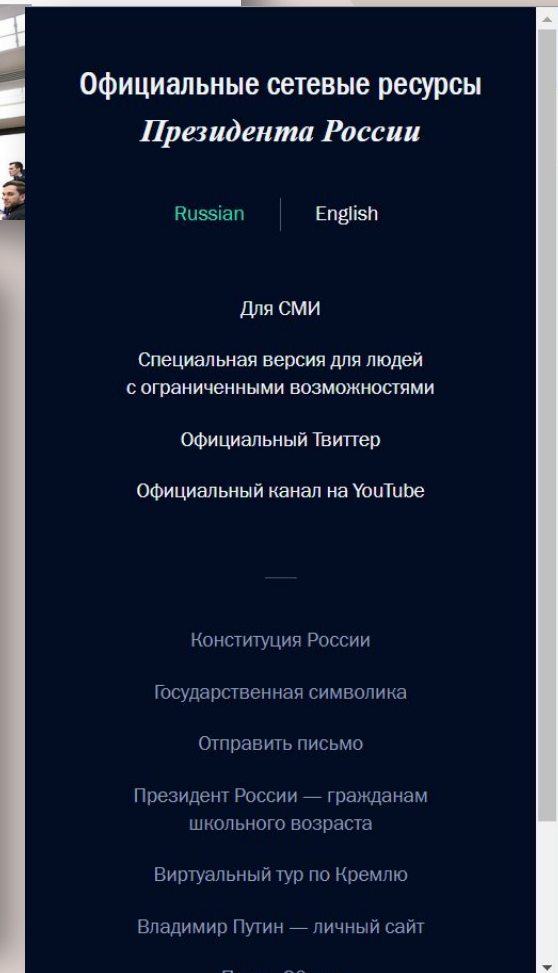 Официальные сетевые ресурсы
Президента России
Russian
English
Для СМИ
Специальная версия для людей
с ограниченными возможностями
Официальный Твиттер
Официальный канал на YouTube
Конституция России
Государственная символика
Отправить письмо
Президент России — гражданам
школьного возраста
Виртуальный тур по Кремлю
Владимир Путин — личный сайт